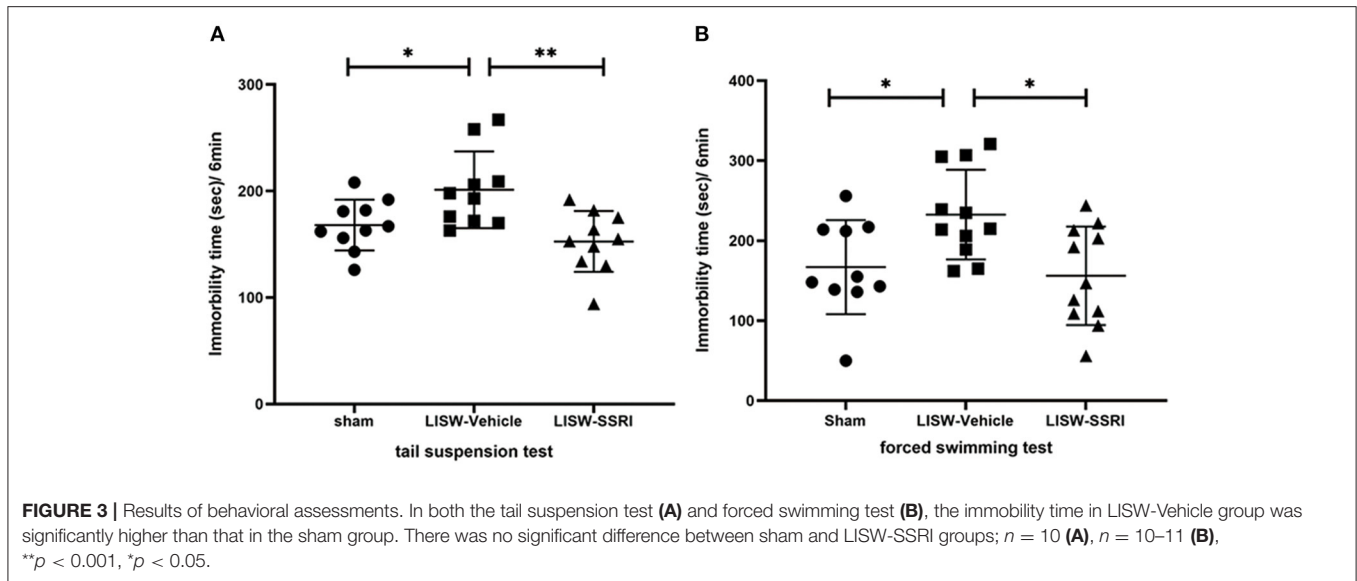 A
*
**
300
200
100
0
Immorbility time (sec)/ 6min
sham
LISW-Vehicle
LISW-SSRI
tail suspension test
B
*
*
400
300
200
100
0
Immorbility time (sec)/ 6min
Sham
LISW-Vehicle
LISW-SSRI
forced swimming test
FIGURE 3 | Results of behavioral assessments. In both the tail suspension test (A) and forced swimming test (B), the immobility time in LISW-Vehicle group was
significantly higher than that in the sham group. There was no significant difference between sham and LISW-SSRI groups; n = 10 (A), n = 10–11 (B),
**p < 0.001, *p < 0.05.